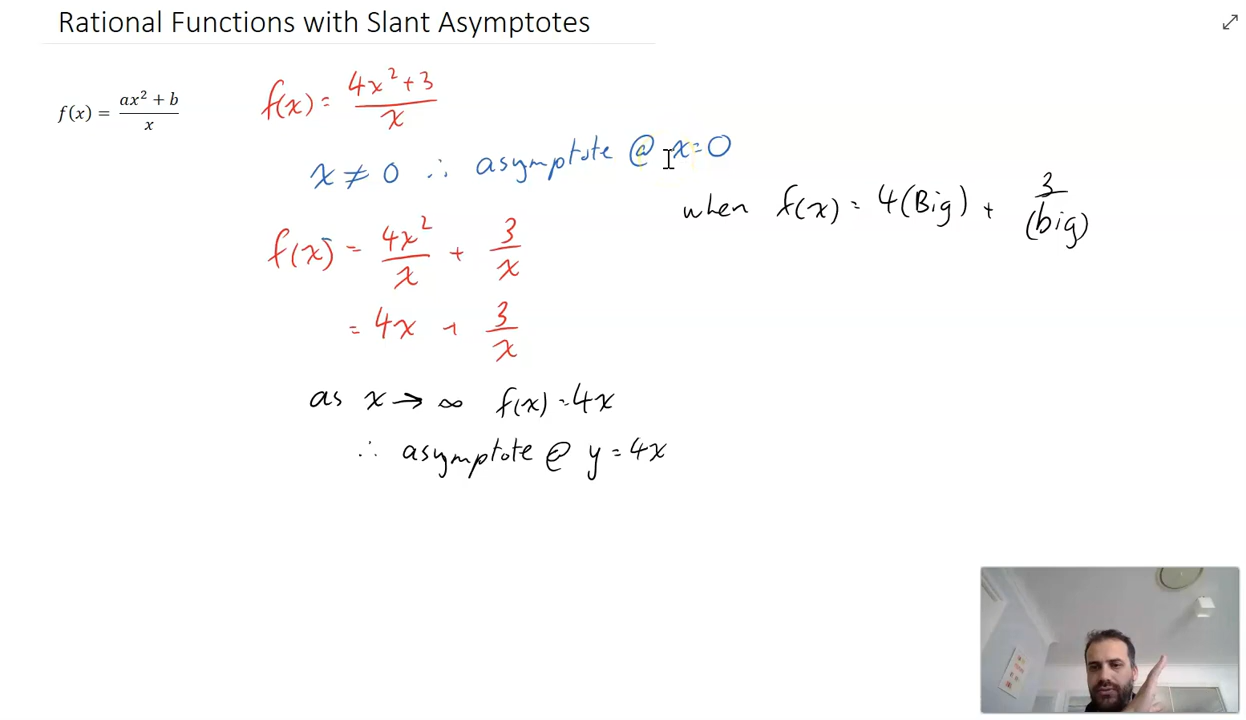 Rational Functions with Slant Asymptotes
f(x) = ax² + b / x
f(x) = 4x² + 3 / x
x ≠ 0 ∴ asymptote @ x = 0
when f(x) = 4(Big) + 3 / (big)
f(x) = 4x² / x + 3 / x
= 4x + 3 / x
as x → ∞ f(x) = 4x
∴ asymptote @ y = 4x